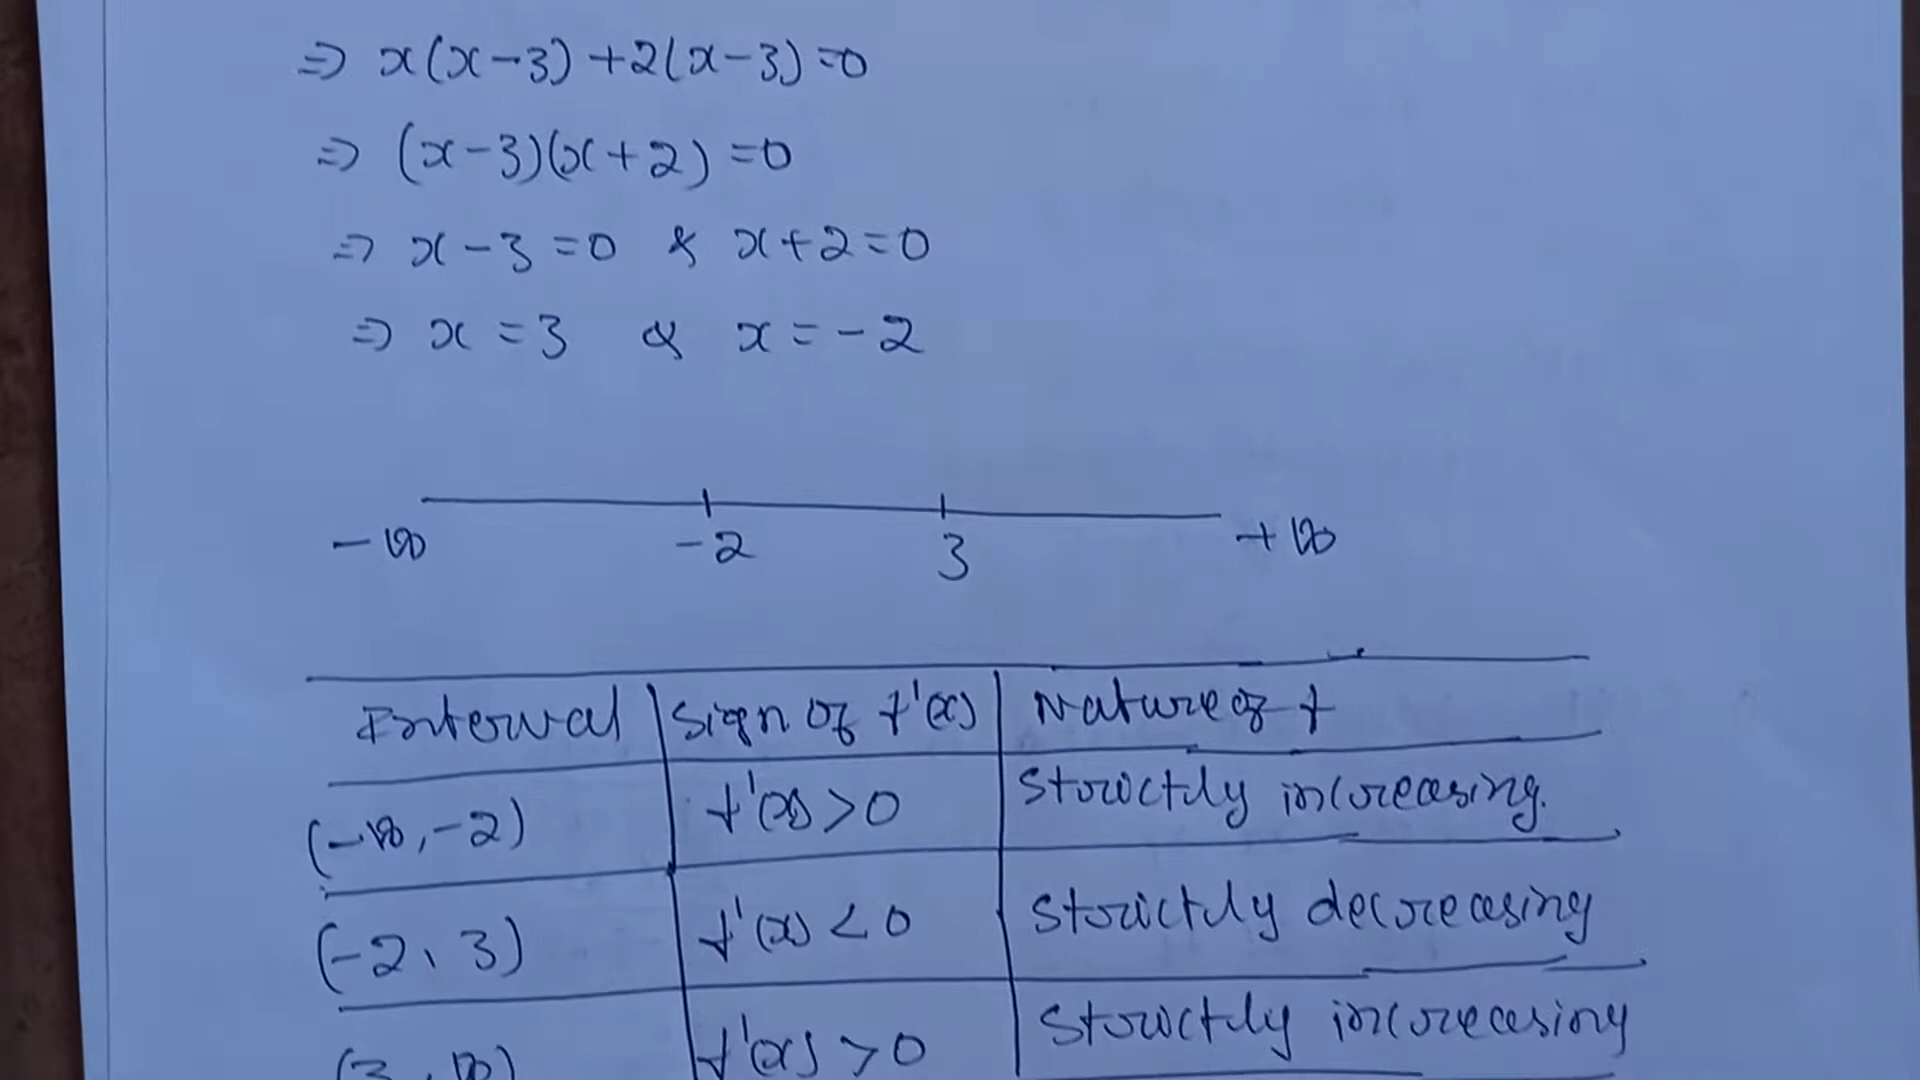 ⇒ x(x-3)+2(x-3)=0
⇒ (x-3)(x+2)=0
⇒ x-3=0 & x+2=0
⇒ x=3 & x=-2
-∞ -2 3 +∞
Interval Sign of f'(x) Nature of f
(-∞,-2) f'(x)>0 Strictly increasing.
(-2, 3) f'(x)<0 Strictly decreasing
(3, ∞) f'(x)>0 Strictly increasing